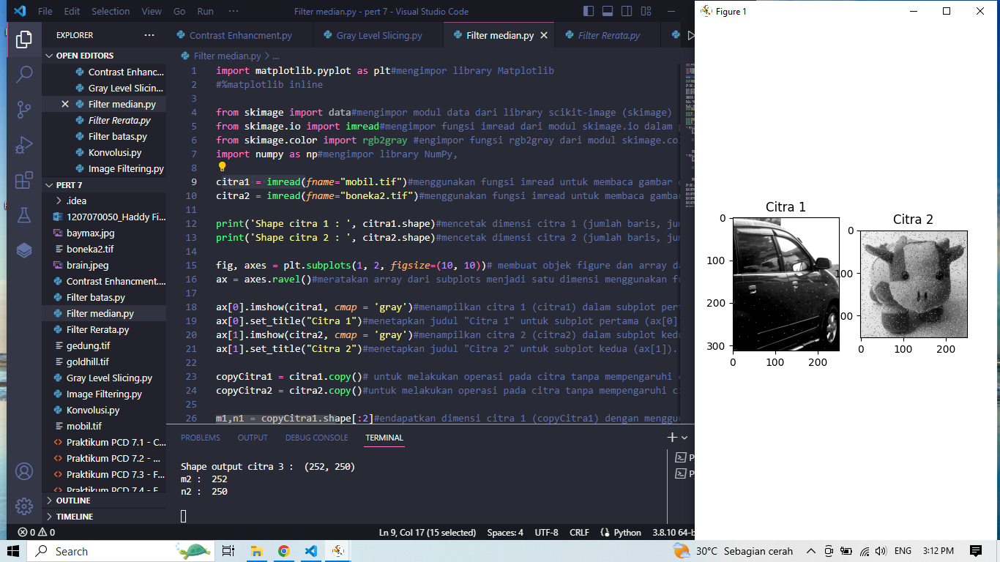 File Edit Selection View Go Run ··· Filter median.py - pert 7 - Visual Studio Code
Figure 1
EXPLORER ···
OPEN EDITORS
Contrast Enhanc...
Gray Level Slicin...
Filter median.py
Filter Rerata.py
Filter batas.py
Konvolusi.py
Image Filtering.py
PERT 7
.idea
1207070050_Haddy Fi...
baymax.jpg
boneka2.tif
brain.jpeg
Contrast Enhancment....
Filter batas.py
Filter median.py
Filter Rerata.py
gedung.tif
goldhill.tif
Gray Level Slicing.py
Image Filtering.py
Konvolusi.py
mobil.tif
Praktikum PCD 7.1 - C...
Praktikum PCD 7.2 - ...
Praktikum PCD 7.3 - F...
Praktikum PCD 7.4 - F
OUTLINE
TIMELINE
Contrast Enhancment.py Gray Level Slicing.py Filter median.py Filter Rerata.py
Filter median.py > ...
1 import matplotlib.pyplot as plt#mengimpor library Matplotlib
2 #%matplotlib inline
3
4 from skimage import data#mengimpor modul data dari library scikit-image (skimage)
5 from skimage.io import imread#mengimpor fungsi imread dari modul skimage.io dalam
6 from skimage.color import rgb2gray #engimpor fungsi rgb2gray dari modul skimage.col
7 import numpy as np#mengimpor library NumPy,
8
9 citra1 = imread(fname="mobil.tif")#menggunakan fungsi imread untuk membaca gambar
10 citra2 = imread(fname="boneka2.tif")#menggunakan fungsi imread untuk membaca gambar
11
12 print('Shape citra 1 : ', citra1.shape)#mencetak dimensi citra 1 (jumlah baris, jum
13 print('Shape citra 2 : ', citra2.shape)#mencetak dimensi citra 2 (jumlah baris, jum
14
15 fig, axes = plt.subplots(1, 2, figsize=(10, 10))# membuat objek figure dan array da
16 ax = axes.ravel()#meratakan array dari subplots menjadi satu dimensi menggunakan fu
17
18 ax[0].imshow(citra1, cmap = 'gray')#menampilkan citra 1 (citra1) dalam subplot pert
19 ax[0].set_title("Citra 1")#menetapkan judul "Citra 1" untuk subplot pertama (ax[0]
20 ax[1].imshow(citra2, cmap = 'gray')#menampilkan citra 2 (citra2) dalam subplot kedu
21 ax[1].set_title("Citra 2")#menetapkan judul "Citra 2" untuk subplot kedua (ax[1]).
22
23 copyCitra1 = citra1.copy()# untuk melakukan operasi pada citra tanpa mempengaruhi
24 copyCitra2 = citra2.copy()#untuk melakukan operasi pada citra tanpa mempengaruhi ci
25
26 m1,n1 = copyCitra1.shape[:2]#endapatkan dimensi citra 1 (copyCitra1) dengan menggun
PROBLEMS OUTPUT DEBUG CONSOLE TERMINAL
Shape output citra 3 : (252, 250)
m2 : 252
n2 : 250
Citra 1
0
100
200
300
0 200
100
Citra 2
0
100
00
0 100 200
0 0 Ln 9, Col 17 (15 selected) Spaces: 4 UTF-8 CRLF Python 3.8.10 64-b
Search 30°C Sebagian cerah ENG 3:12 PM